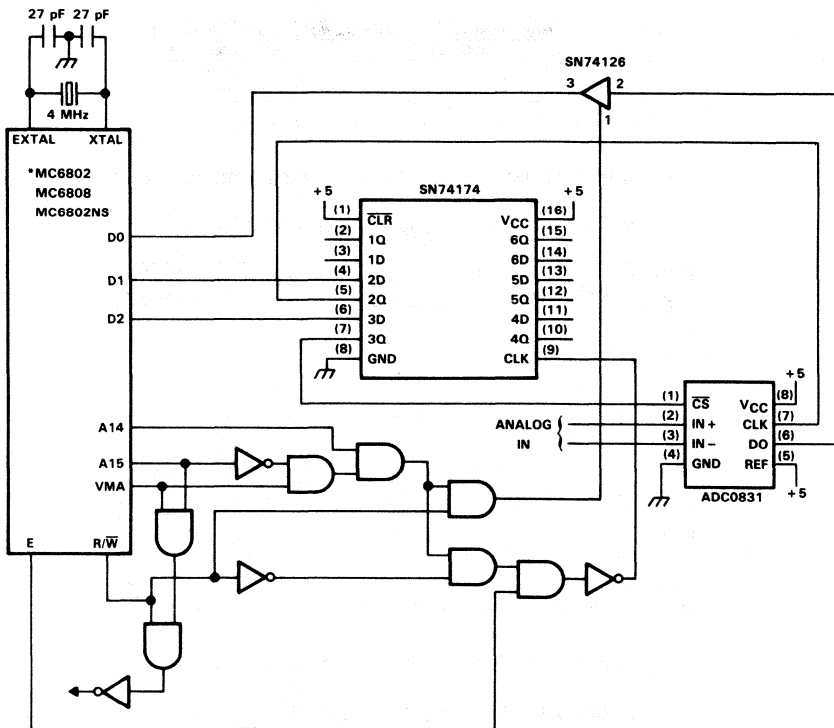 27 pF 27 pF
4 MHz
EXTAL XTAL
*MC6802
MC6808
MC6802NS
D0
D1
D2
A14
A15
VMA
E R/W̅
SN74126
3 2
1
SN74174
+5 +5
(1) C̅L̅R̅ VCC (16)
(2) 1Q 6Q (15)
(3) 1D 6D (14)
(4) 2D 5D (13)
(5) 2Q 5Q (12)
(6) 3D 4D (11)
(7) 3Q 4Q (10)
(8) GND CLK (9)
ANALOG
IN
+5
(1) C̅S̅ VCC (8)
(2) IN+ CLK (7)
(3) IN− DO (6)
(4) GND REF (5)
+5
ADC0831